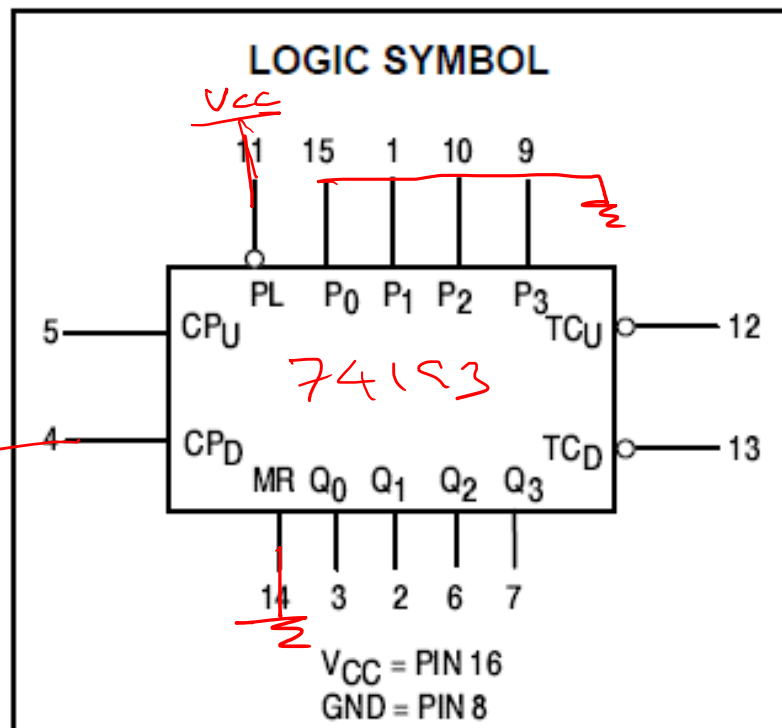 LOGIC SYMBOL
VCC
11 15 1 10 9
PL P0 P1 P2 P3
5 CPU TCU 12
74193
4 CPD TCD 13
MR Q0 Q1 Q2 Q3
14 3 2 6 7
VCC = PIN 16
GND = PIN 8